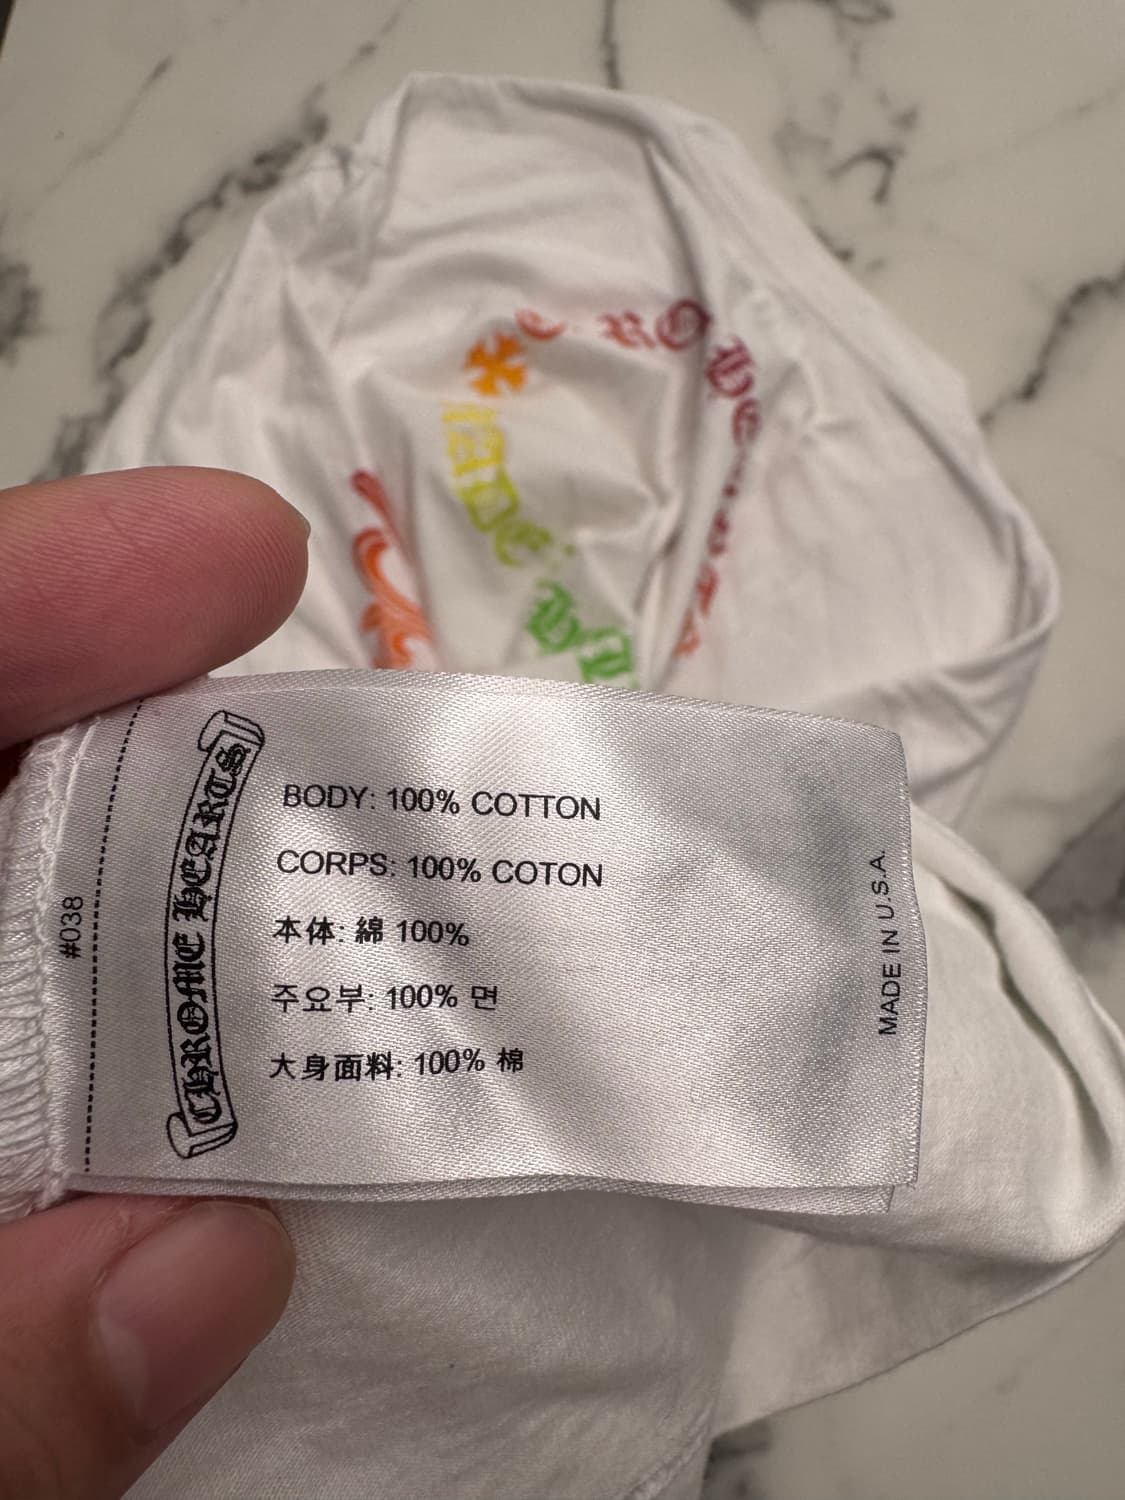 #038
CHROME HEARTS
BODY: 100% COTTON
CORPS: 100% COTON
本体: 綿 100%
주요부: 100% 면
大身面料: 100% 棉
MADE IN U.S.A.